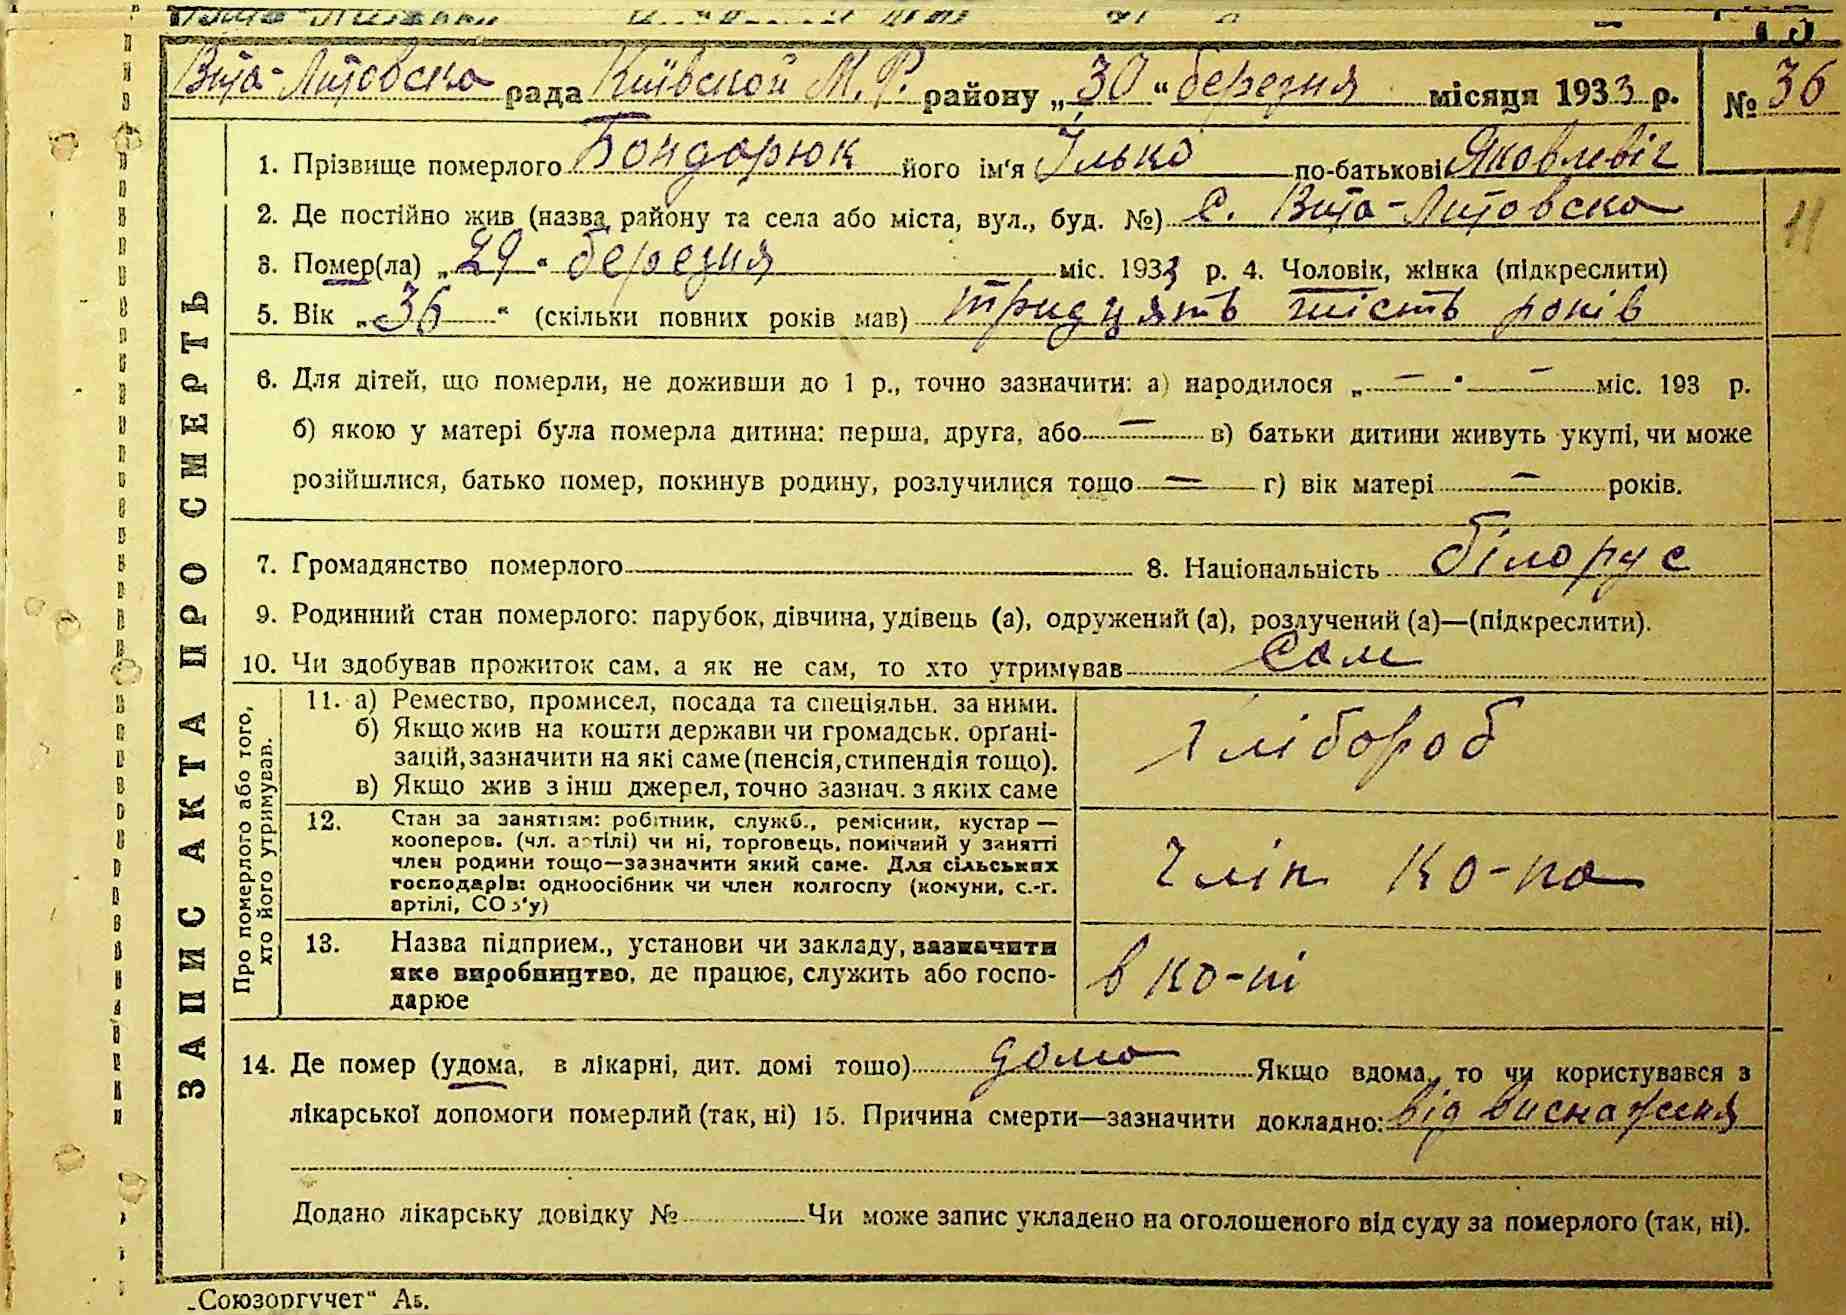 Вита-Литовська рада Київской М.Р. району „30“ березня місяця 1933 р. № 36
1. Прізвище померлого Бондорюк його ім'я Ілько по-батькові Яковлевіч
2. Де постійно жив (назва району та села або міста, вул., буд. №) с. Вита-Литовска
11
3. Помер(ла) „29“ березня міс. 1933 р. 4. Чоловік, жінка (підкреслити)
5. Вік „36“ (скільки повних років мав) тридцять шість років
6. Для дітей, що померли, не доживши до 1 р., точно зазначити: а) народилося „—“ — міс. 193 р.
б) якою у матері була померла дитина: перша, друга, або — в) батьки дитини живуть укупі, чи може
розійшлися, батько помер, покинув родину, розлучилися тощо — г) вік матері — років.
7. Громадянство померлого 8. Національність білорус
9. Родинний стан померлого: парубок, дівчина, удівець (а), одружений (а), розлучений (а)—(підкреслити).
10. Чи здобував прожиток сам, а як не сам, то хто утримував сам
ЗАПИС АКТА ПРО СМЕРТЬ
Про померлого або того, хто його утримував.
11. а) Ремество, промисел, посада та спеціяльн. за ними.
б) Якщо жив на кошти держави чи громадськ. орґані-
зацій, зазначити на які саме (пенсія, стипендія тощо).
в) Якщо жив з інш джерел, точно зазнач. з яких саме
хлібороб
12. Стан за заняттям: робітник, служб., ремісник, кустар —
кооперов. (чл. артілі) чи ні, торговець, помічний у занятті
член родини тощо—зазначити який саме. Для сільських
господарів: одноосібник чи член колгоспу (комуни, с.-г.
артілі, СОЗ'у)
член ко-па
13. Назва підприєм., установи чи закладу, зазначити
яке виробництво, де працює, служить або госпо-
дарює
в ко-пі
14. Де помер (удома, в лікарні, дит. домі тощо) дома Якщо вдома, то чи користувався з
лікарської допомоги померлий (так, ні) 15. Причина смерти—зазначити докладно: від виснаження
Додано лікарську довідку № Чи може запис укладено на оголошеного від суду за померлого (так, ні).
„Союзоргучет“ Аб.